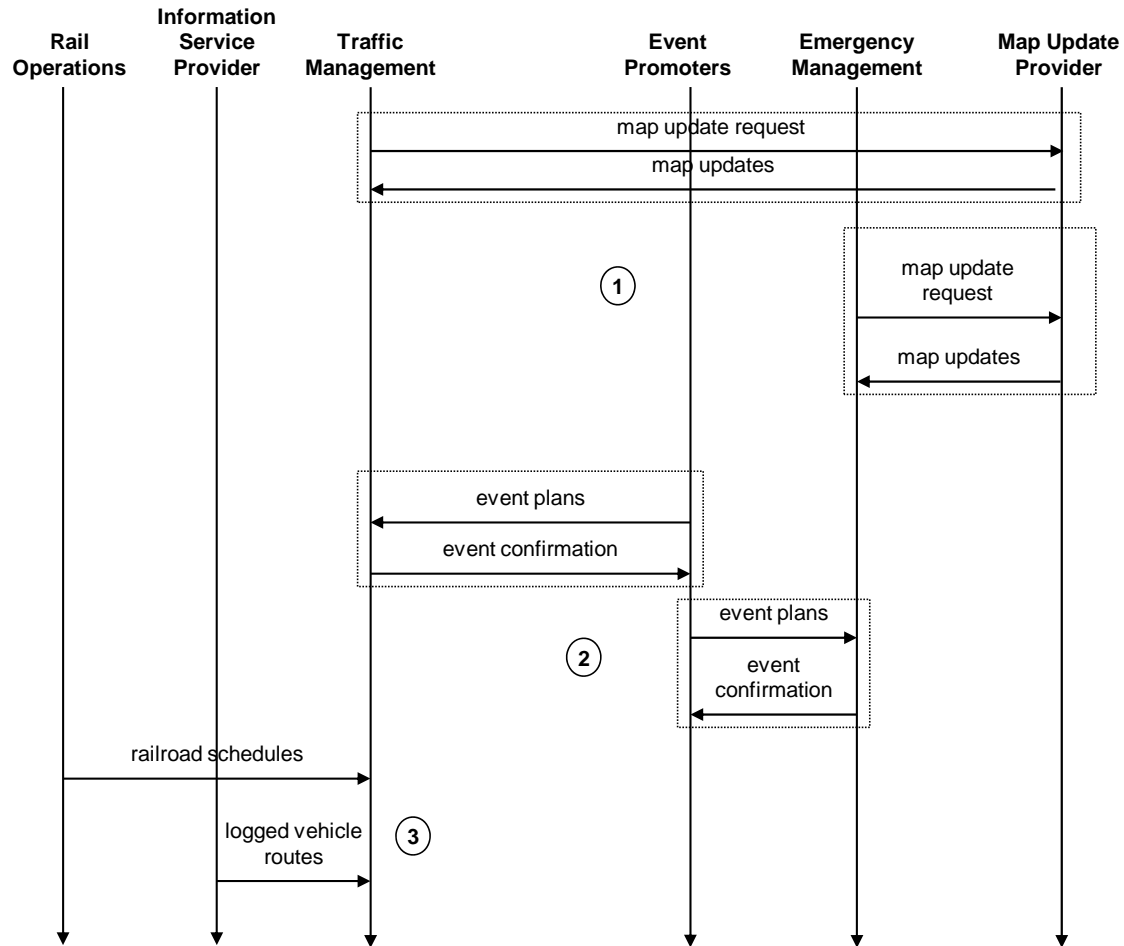 Rail
Operations
Information
Service
Provider
Traffic
Management
Event
Promoters
Emergency
Management
Map Update
Provider
map update request
map updates
map update
request
1
map updates
event plans
event confirmation
event plans
2
event
confirmation
railroad schedules
logged vehicle
routes
3